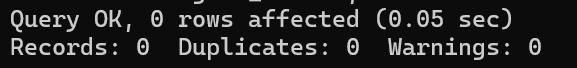 Query OK, 0 rows affected (0.05 sec)
Records: 0  Duplicates: 0  Warnings: 0